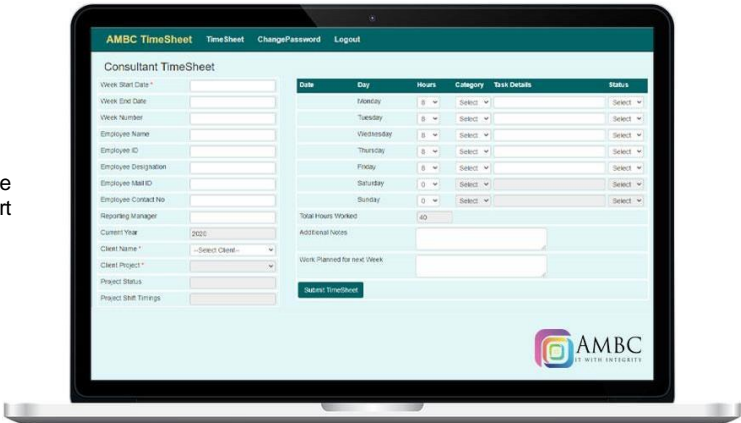 e
rt
AMBC TimeSheet TimeSheet ChangePassword Logout
Consultant TimeSheet
Week Start Date *
Week End Date
Week Number
Employee Name
Employee ID
Employee Designation
Employee Mail ID
Employee Contact No
Reporting Manager
Current Year 2020
Client Name * --Select Client--
Client Project *
Project Status
Project Shift Timings
Date Day Hours Category Task Details Status
Monday 8 Select Select
Tuesday 8 Select Select
Wednesday 8 Select Select
Thursday 8 Select Select
Friday 8 Select Select
Saturday 0 Select Select
Sunday 0 Select Select
Total Hours Worked 40
Additional Notes
Work Planned for next Week
Submit TimeSheet
AMBC
IT WITH INTEGRITY